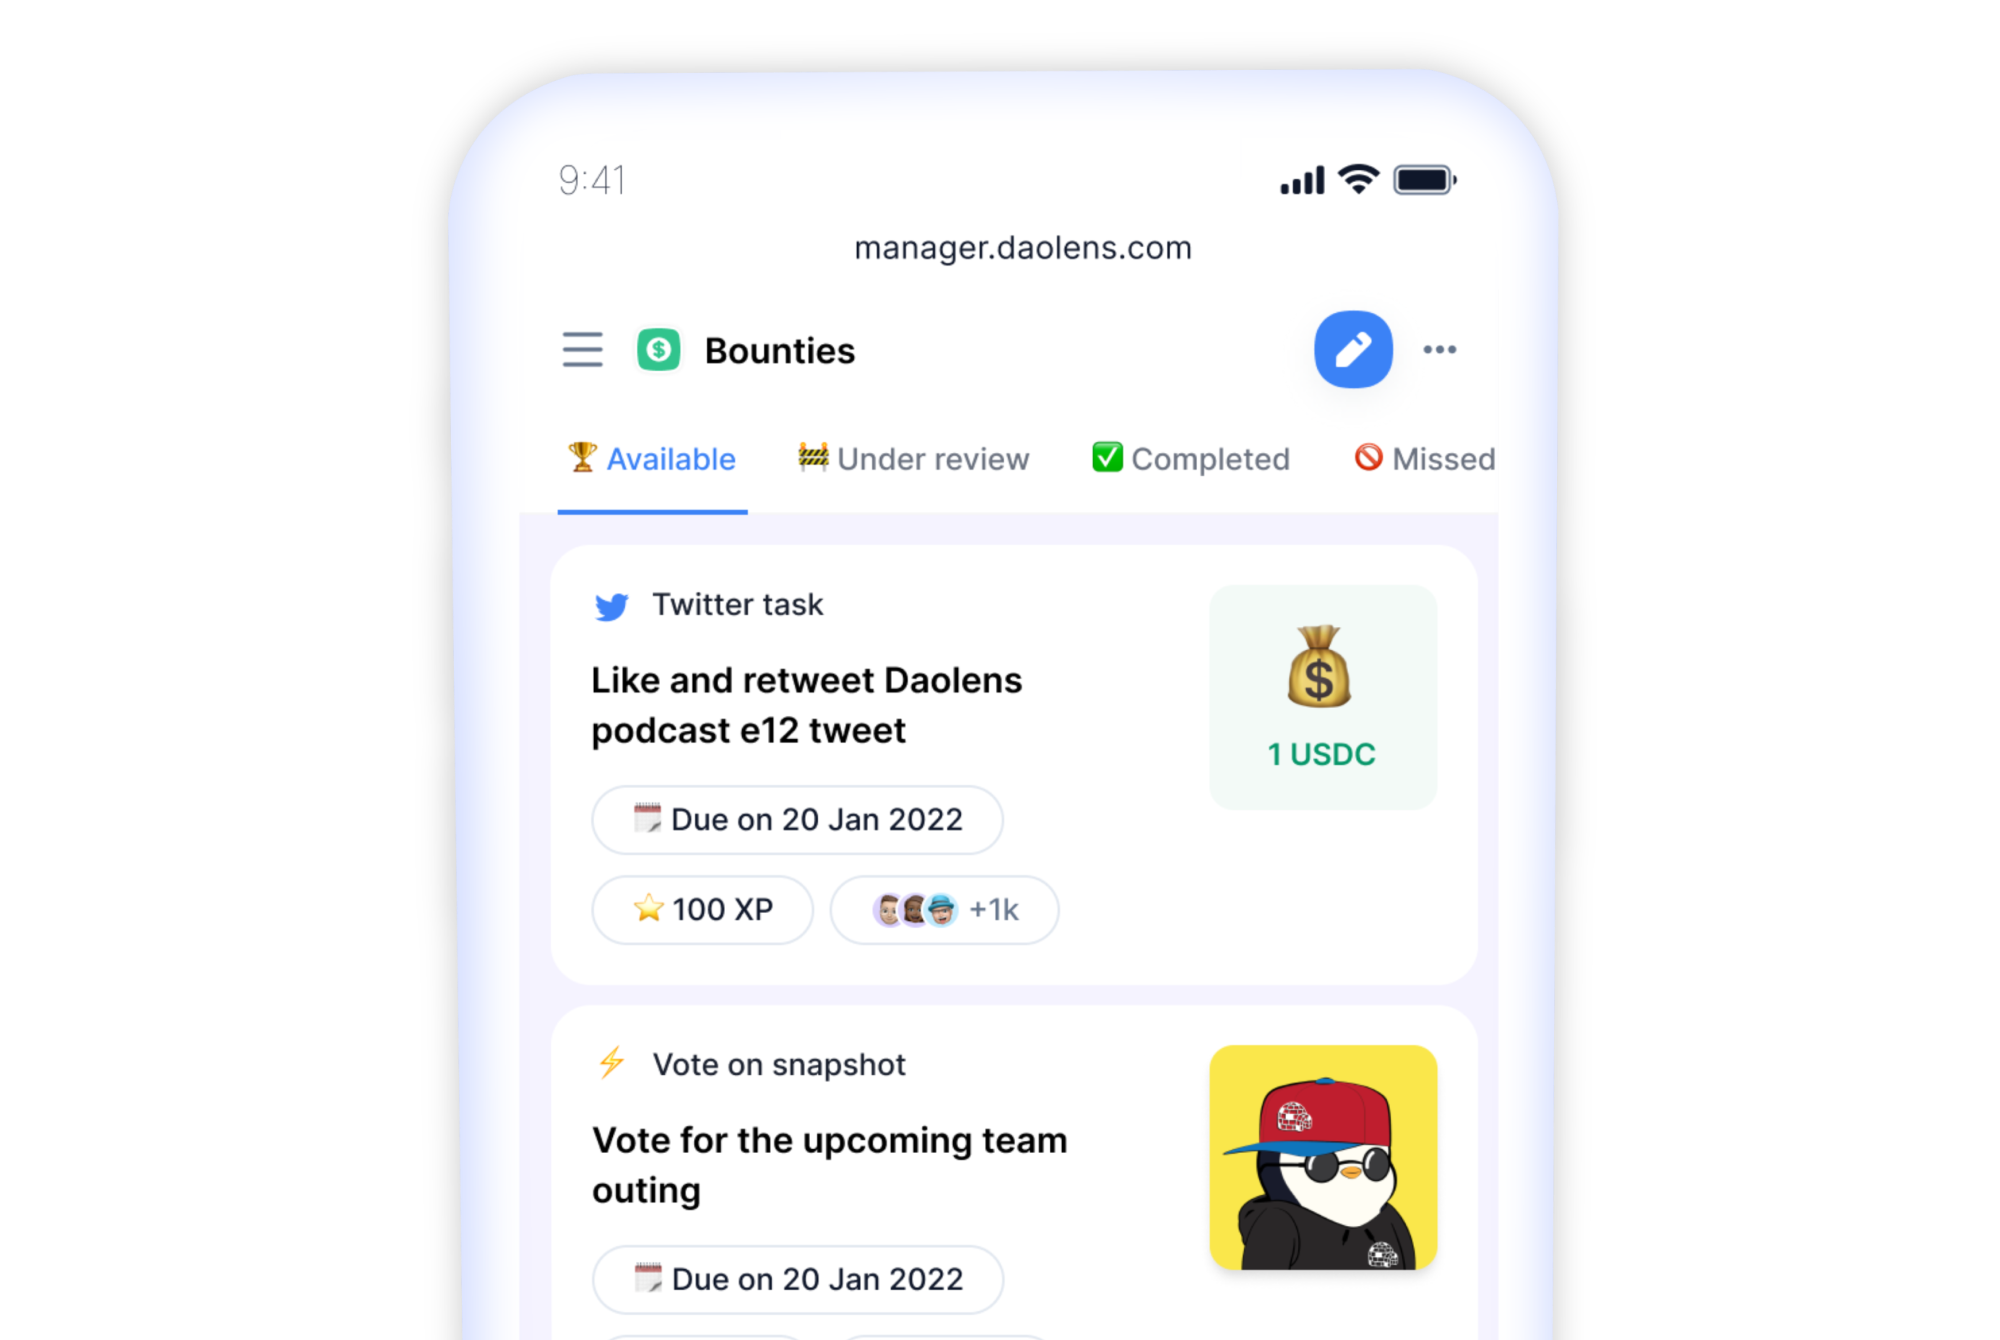 9:41
manager.daolens.com
Bounties
Available Under review Completed Missed
Twitter task
Like and retweet Daolens
podcast e12 tweet
$
1 USDC
Due on 20 Jan 2022
100 XP +1k
Vote on snapshot
Vote for the upcoming team
outing
Due on 20 Jan 2022